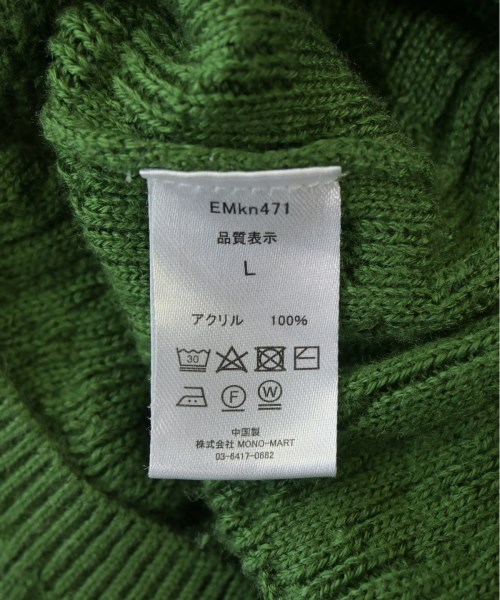 EMkn471
品質表示
L
アクリル 100%
30
F W
中国製
株式会社 MONO-MART
03-6417-0682